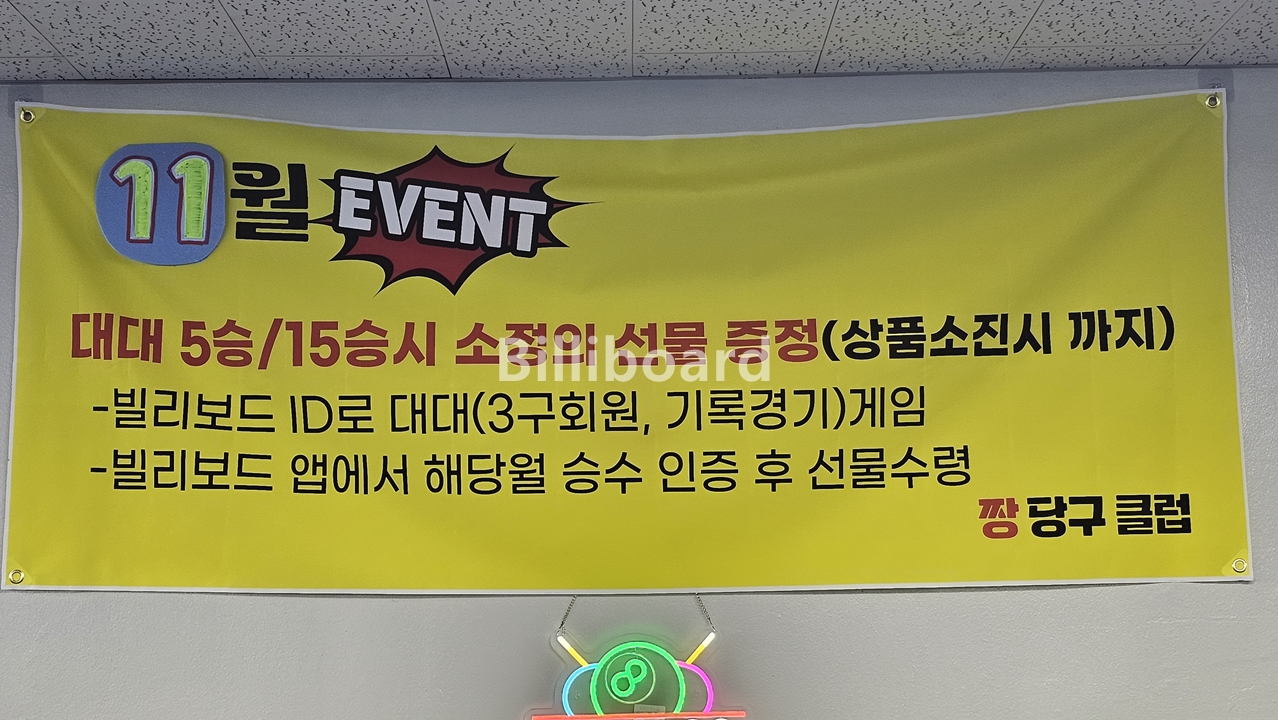 11월 EVENT
대대 5승/15승시 소정의 선물 증정(상품소진시 까지)
Billiboard
-빌리보드 ID로 대대(3구회원, 기록경기)게임
-빌리보드 앱에서 해당월 승수 인증 후 선물수령
짱 당구 클럽
8